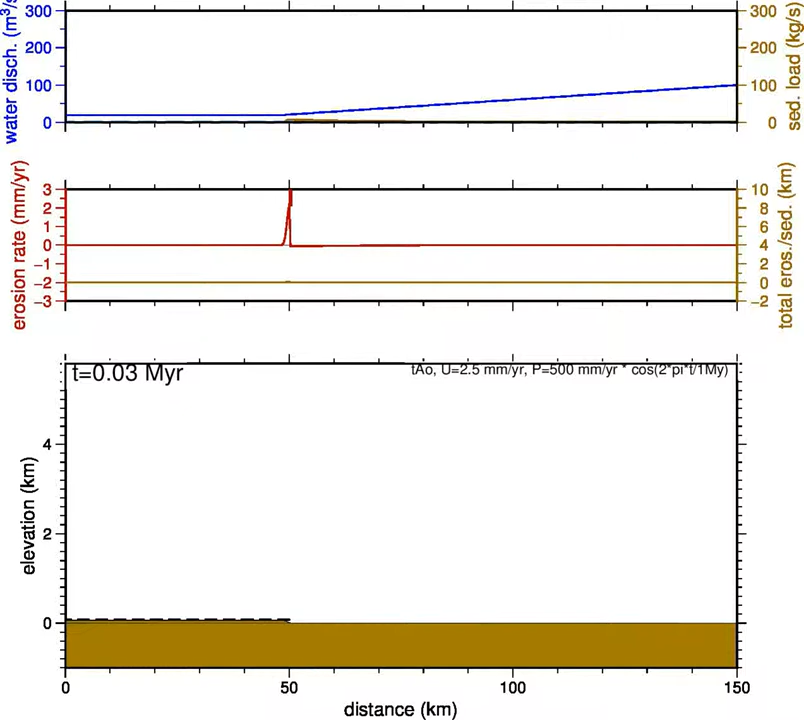 water disch. (m³/s
300
200
100
0
300
200
100
0
sed. load (kg/s)
erosion rate (mm/yr)
3
2
1
0
−1
−2
−3
10
8
6
4
2
0
−2
total eros./sed. (km)
t=0.03 Myr
tAo, U=2.5 mm/yr, P=500 mm/yr * cos(2*pi*t/1My)
elevation (km)
4
2
0
0 50 100 150
distance (km)